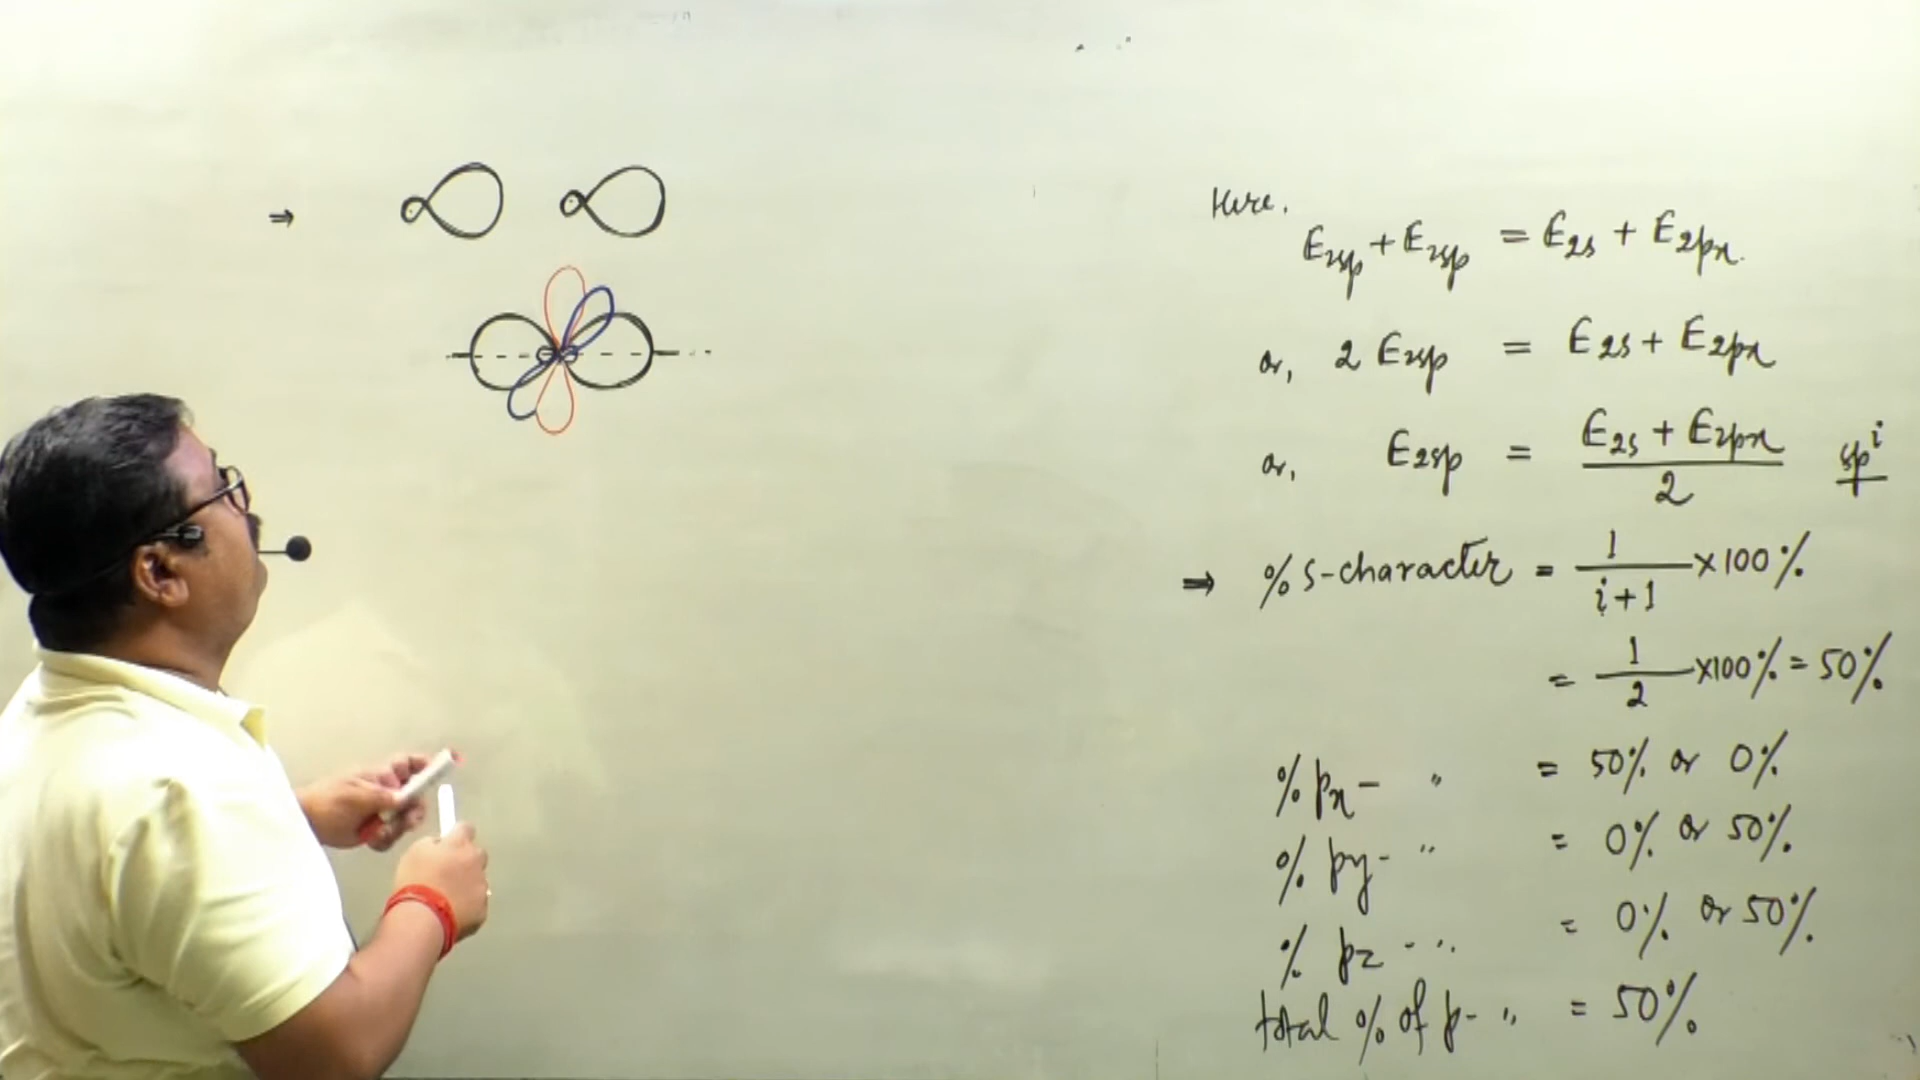 ⇒
Here,
E₂sp + E₂sp = E₂s + E₂px.
or, 2 E₂sp = E₂s + E₂px
or, E₂sp = (E₂s + E₂px)/2 spⁱ
⇒ % s-character = 1/(i+1) × 100%
= 1/2 × 100% = 50%
% px - " = 50% or 0%
% py - " = 0% or 50%.
% pz - " = 0% or 50%.
total % of p- " = 50%